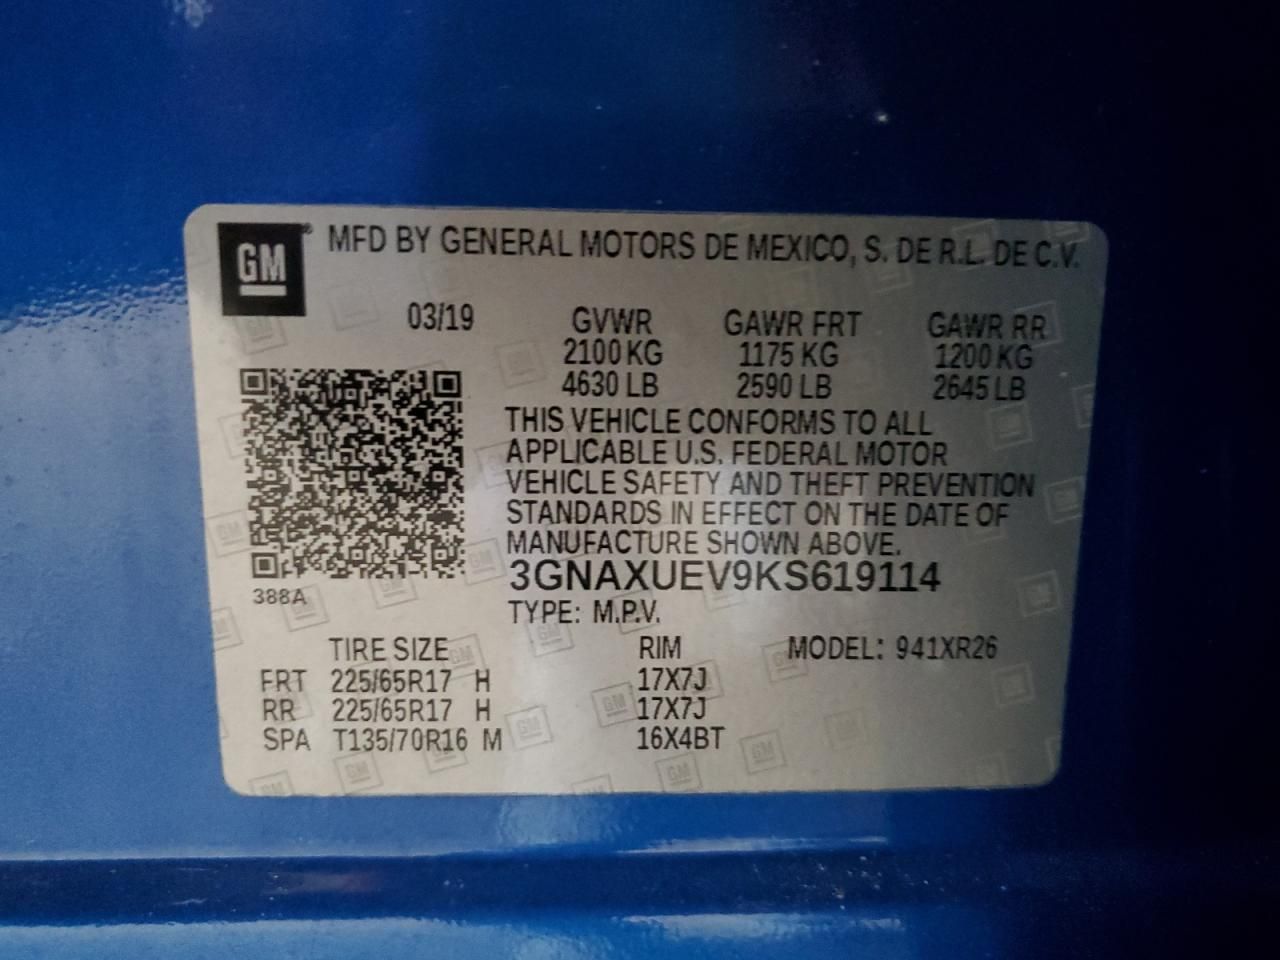 GM® MFD BY GENERAL MOTORS DE MEXICO, S. DE R.L. DE C.V.
03/19 GVWR GAWR FRT GAWR RR
2100 KG 1175 KG 1200 KG
4630 LB 2590 LB 2645 LB
THIS VEHICLE CONFORMS TO ALL
APPLICABLE U.S. FEDERAL MOTOR
VEHICLE SAFETY AND THEFT PREVENTION
STANDARDS IN EFFECT ON THE DATE OF
MANUFACTURE SHOWN ABOVE.
3GNAXUEV9KS619114
388A
TYPE: M.P.V.
TIRE SIZE RIM MODEL: 941XR26
FRT 225/65R17 H 17X7J
RR 225/65R17 H 17X7J
SPA T135/70R16 M 16X4BT